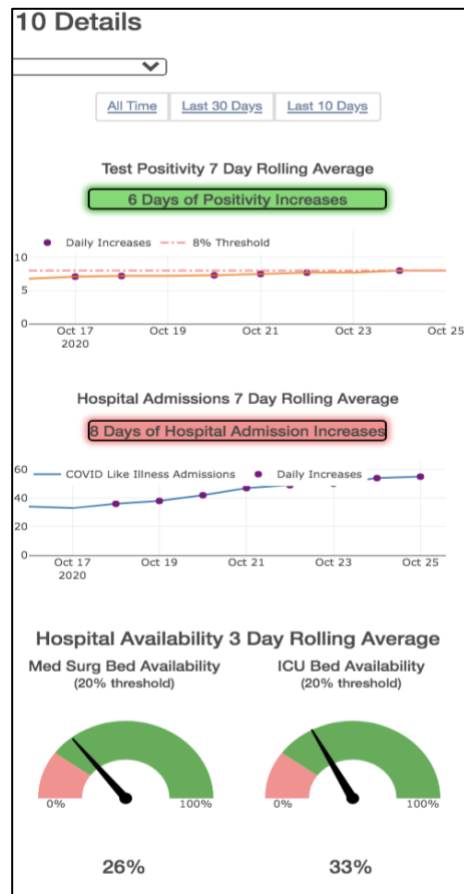 10 Details
All Time Last 30 Days Last 10 Days
Test Positivity 7 Day Rolling Average
6 Days of Positivity Increases
Daily Increases 8% Threshold
10
5
0
Oct 17 Oct 19 Oct 21 Oct 23 Oct 25
2020
Hospital Admissions 7 Day Rolling Average
8 Days of Hospital Admission Increases
60
COVID Like Illness Admissions Daily Increases
40
20
0
Oct 17 Oct 19 Oct 21 Oct 23 Oct 25
2020
Hospital Availability 3 Day Rolling Average
Med Surg Bed Availability ICU Bed Availability
(20% threshold) (20% threshold)
0% 100% 0% 100%
26% 33%